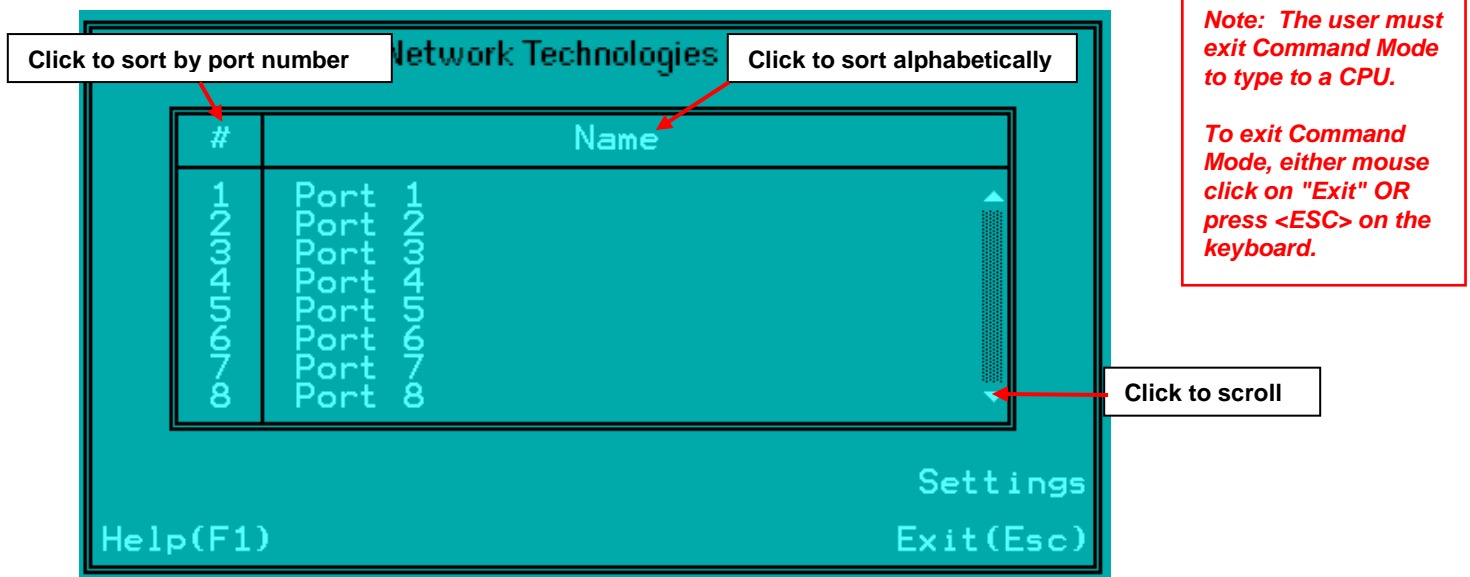 Network Technologies
Click to sort by port number
Click to sort alphabetically
Note: The user must
exit Command Mode
to type to a CPU.
To exit Command
Mode, either mouse
click on "Exit" OR
press <ESC> on the
keyboard.
# Name
1 Port 1
2 Port 2
3 Port 3
4 Port 4
5 Port 5
6 Port 6
7 Port 7
8 Port 8
Click to scroll
Settings
Help(F1) Exit(Esc)